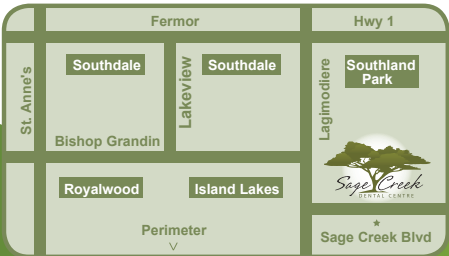 Fermor
Hwy 1
St. Anne's
Southdale
Lakeview
Southdale
Lagimodiere
Southland
Park
Bishop Grandin
Sage Creek
DENTAL CENTRE
Royalwood
Island Lakes
Perimeter
Sage Creek Blvd